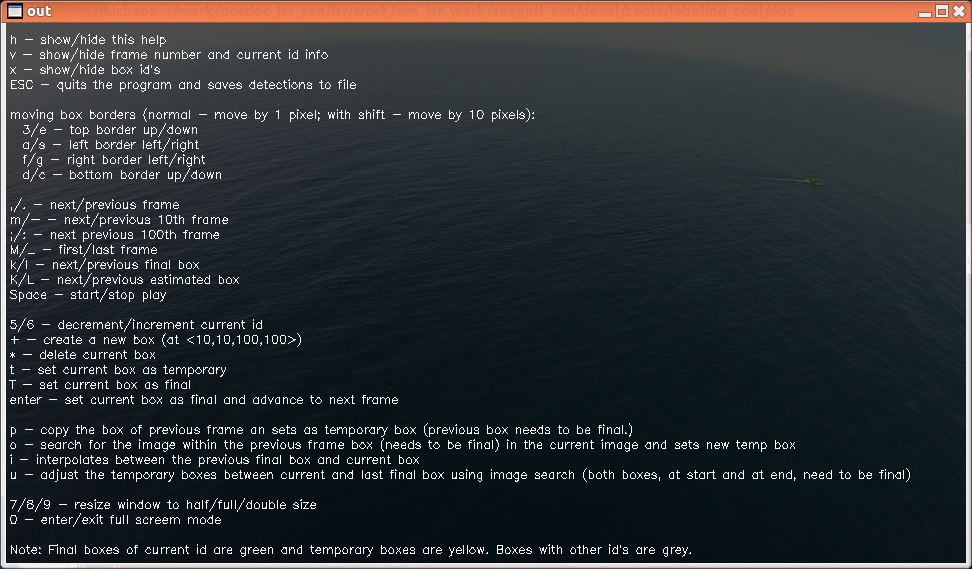 out
h - show/hide this help
v - show/hide frame number and current id info
x - show/hide box id's
ESC - quits the program and saves detections to file
moving box borders (normal - move by 1 pixel; with shift - move by 10 pixels):
3/e - top border up/down
a/s - left border left/right
f/g - right border left/right
d/c - bottom border up/down
,/. - next/previous frame
m/- - next/previous 10th frame
;/: - next previous 100th frame
M/_ - first/last frame
k/l - next/previous final box
K/L - next/previous estimated box
Space - start/stop play
5/6 - decrement/increment current id
+ - create a new box (at <10,10,100,100>)
* - delete current box
t - set current box as temporary
T - set current box as final
enter - set current box as final and advance to next frame
p - copy the box of previous frame an sets as temporary box (previous box needs to be final.)
o - search for the image within the previous frame box (needs to be final) in the current image and sets new temp box
i - interpolates between the previous final box and current box
u - adjust the temporary boxes between current and last final box using image search (both boxes, at start and at end, need to be final)
7/8/9 - resize window to half/full/double size
0 - enter/exit full screem mode
Note: Final boxes of current id are green and temporary boxes are yellow. Boxes with other id's are grey.